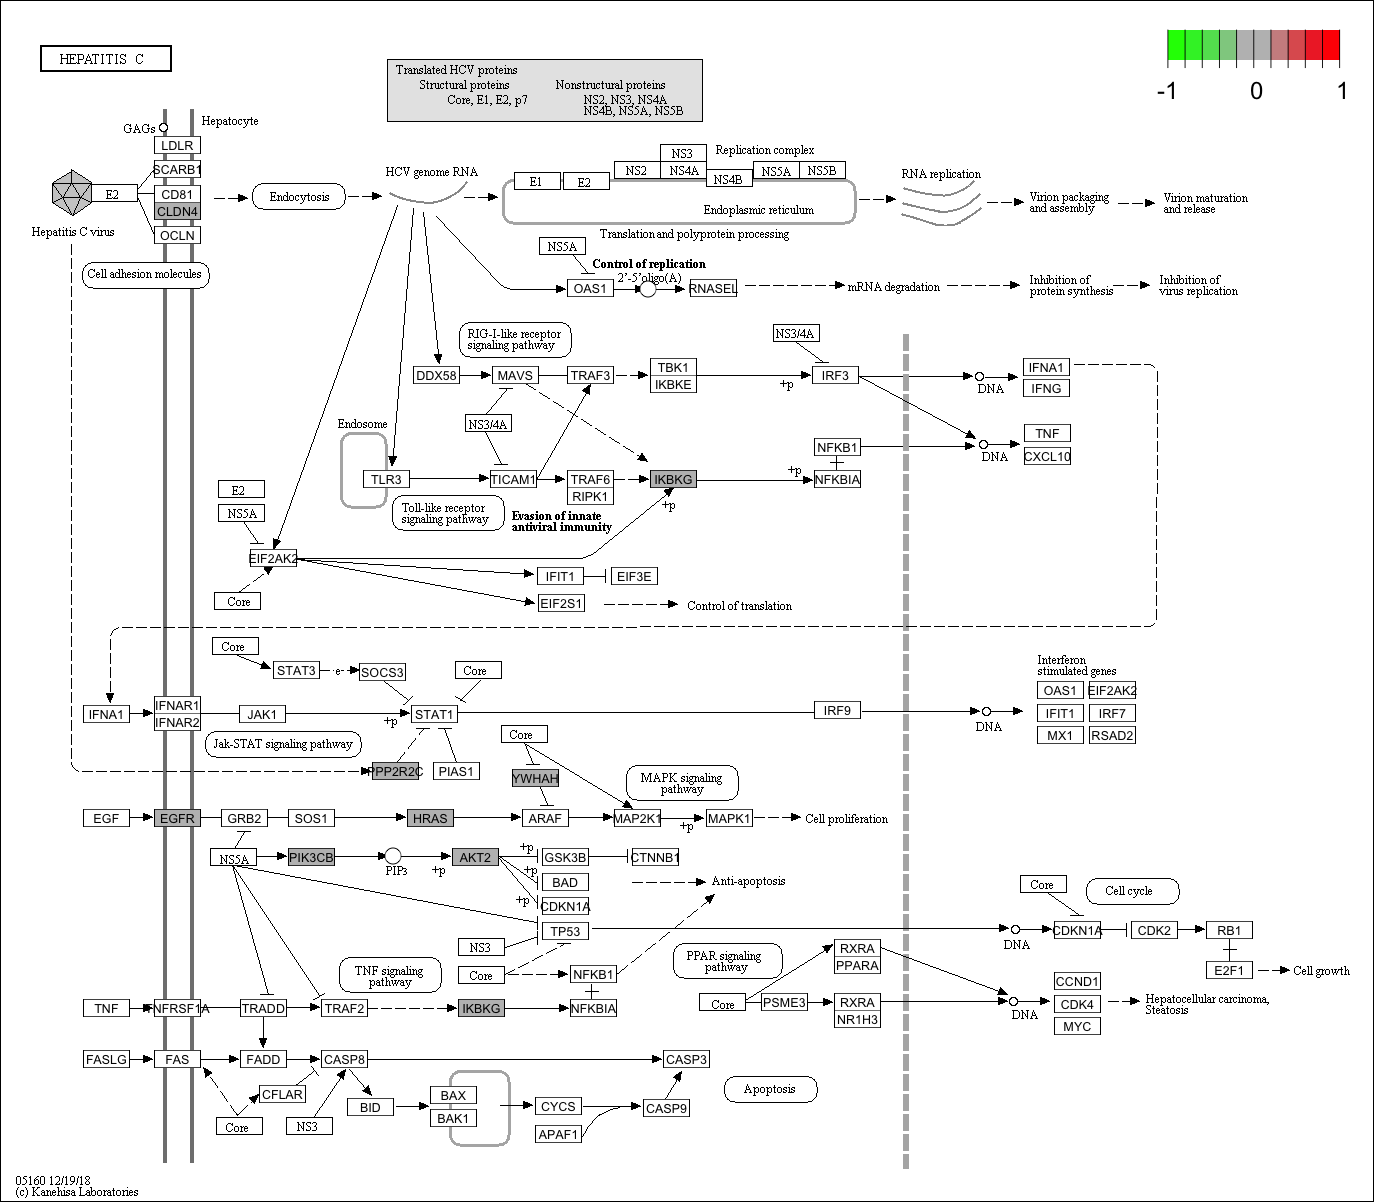 HEPATITIS C
-1 0 1
Translated HCV proteins
Structural proteins Nonstructural proteins
Core, E1, E2, p7 NS2, NS3, NS4A
NS4B, NS5A, NS5B
GAGs
Hepatocyte
LDLR
SCARB1
E2
CD81
CLDN4
OCLN
Hepatitis C virus
Cell adhesion molecules
Endocytosis
HCV genome RNA
E1
E2
NS2
NS3
NS4A
NS4B
NS5A
NS5B
Replication complex
Endoplasmic reticulum
Translation and polyprotein processing
RNA replication
Virion packaging
and assembly
Virion maturation
and release
NS5A
Control of replication
2'-5'oligo(A)
OAS1
RNASEL
mRNA degradation
Inhibition of
protein synthesis
Inhibition of
virus replication
RIG-I-like receptor
signaling pathway
NS3/4A
DDX58
MAVS
TRAF3
TBK1
IKBKE
+p
IRF3
DNA
IFNA1
IFNG
NS3/4A
Endosome
TLR3
TICAM1
TRAF6
RIPK1
IKBKG
+p
+p
NFKB1
NFKBIA
DNA
TNF
CXCL10
Toll-like receptor
signaling pathway
Evasion of innate
antiviral immunity
E2
NS5A
EIF2AK2
Core
IFIT1
EIF3E
EIF2S1
Control of translation
Core
STAT3
e
SOCS3
Core
IFNA1
IFNAR1
IFNAR2
JAK1
+p
STAT1
IRF9
DNA
Interferon
stimulated genes
OAS1
EIF2AK2
IFIT1
IRF7
MX1
RSAD2
Jak-STAT signaling pathway
PPP2R2C
PIAS1
Core
YWHAH
MAPK signaling
pathway
EGF
EGFR
GRB2
SOS1
HRAS
ARAF
MAP2K1
+p
MAPK1
Cell proliferation
NS5A
PIK3CB
PIP3
+p
AKT2
+p
+p
+p
GSK3B
CTNNB1
BAD
CDKN1A
TP53
Anti-apoptosis
NS3
Core
NFKB1
NFKBIA
TNF signaling
pathway
TNF
TNFRSF1A
TRADD
TRAF2
IKBKG
PPAR signaling
pathway
Core
PSME3
RXRA
PPARA
RXRA
NR1H3
DNA
Core
Cell cycle
DNA
CDKN1A
CDK2
RB1
E2F1
Cell growth
CCND1
CDK4
MYC
Hepatocellular carcinoma,
Steatosis
FASLG
FAS
FADD
CASP8
CASP3
CFLAR
Core
NS3
BID
BAX
BAK1
CYCS
APAF1
CASP9
Apoptosis
05160 12/19/18
(c) Kanehisa Laboratories